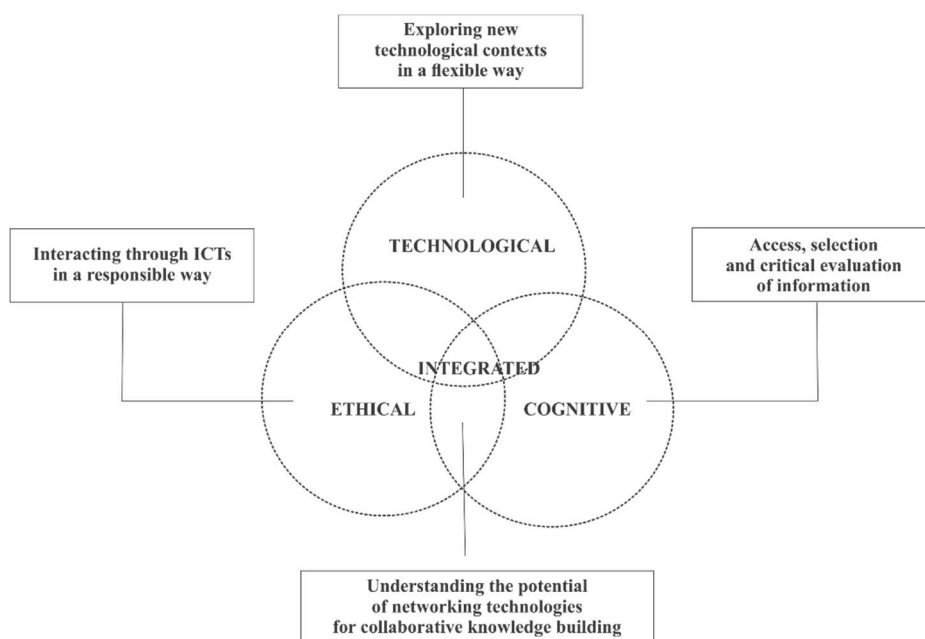 Exploring new
technological contexts
in a flexible way
TECHNOLOGICAL
Interacting through ICTs
in a responsible way
Access, selection
and critical evaluation
of information
INTEGRATED
ETHICAL
COGNITIVE
Understanding the potential
of networking technologies
for collaborative knowledge building